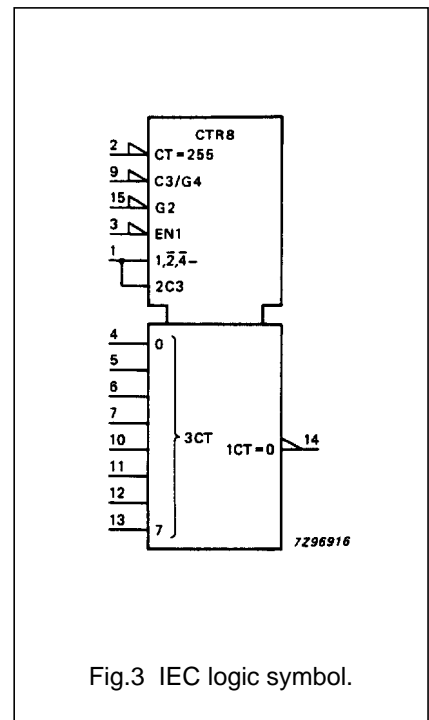 CTR8
2 CT=255
9 C3/G4
15 G2
3 EN1
1 1,2̅,4̅–
2C3
4 0
5
6
7 3CT
10 1CT=0 14
11
12
13 7
7Z96916
Fig.3 IEC logic symbol.